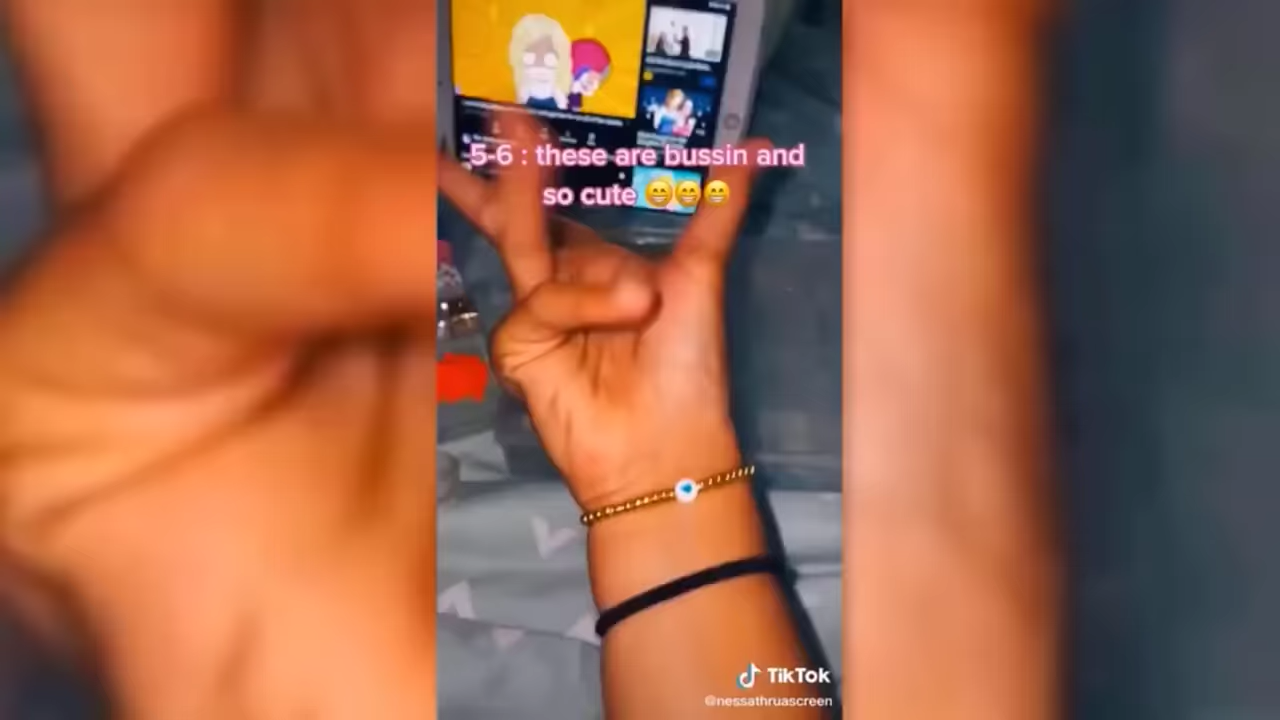 5-6 : these are bussin and
so cute 😁😁😁
TikTok
@nessathruascreen